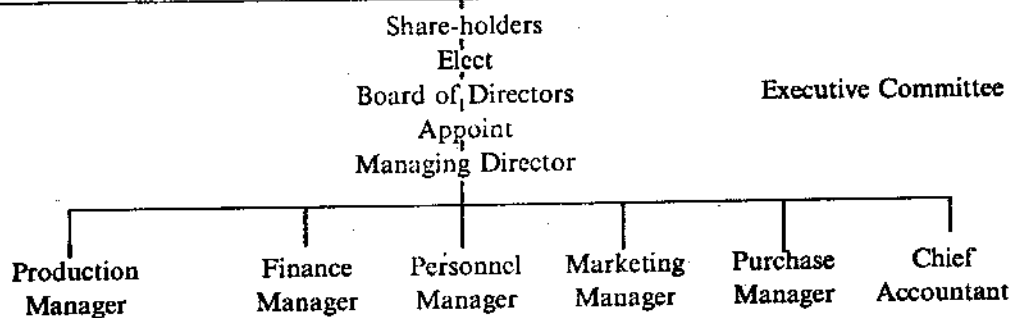 Share-holders
Elect
Board of Directors
Executive Committee
Appoint
Managing Director
Production Finance Personnel Marketing Purchase Chief
Manager Manager Manager Manager Manager Accountant